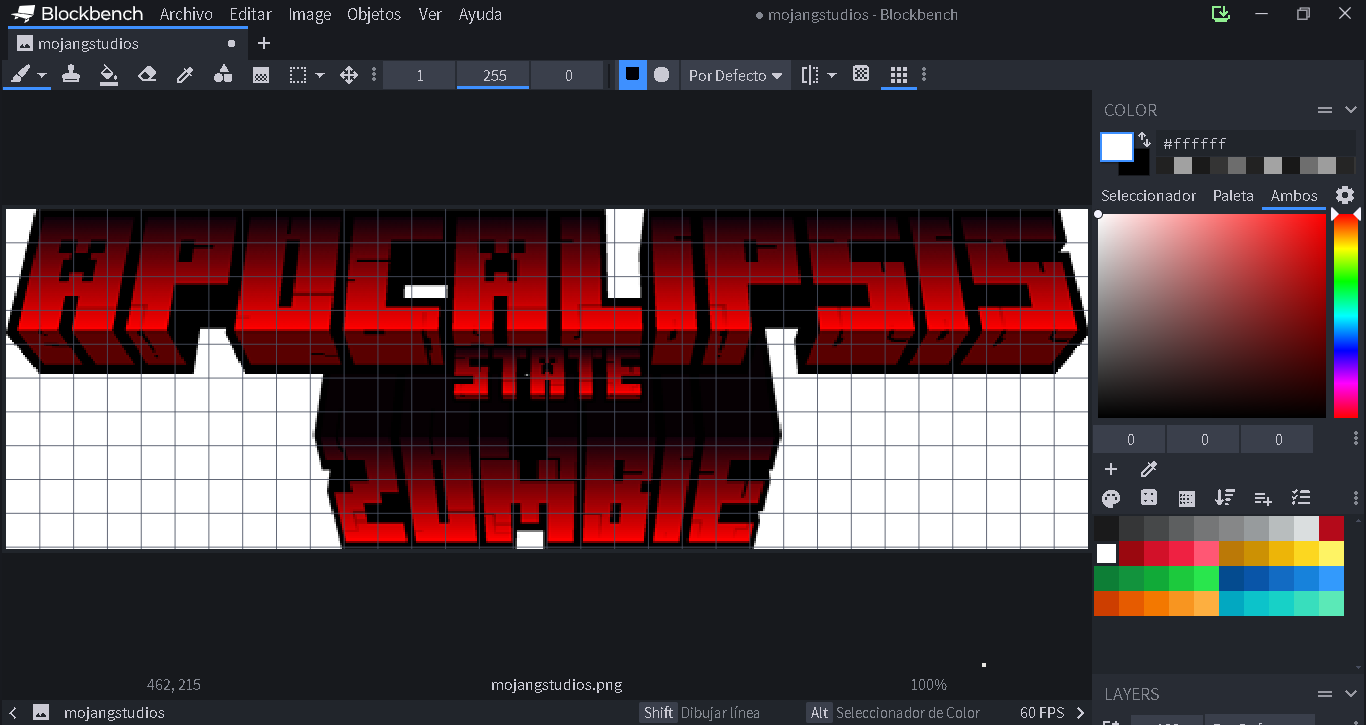 Blockbench Archivo Editar Image Objetos Ver Ayuda
mojangstudios - Blockbench
mojangstudios
1 255 0 Por Defecto
COLOR
#ffffff
Seleccionador Paleta Ambos
APOCALIPSIS
STATE
ZOMBIE
0 0 0
462, 215 mojangstudios.png 100%
LAYERS
mojangstudios Shift Dibujar línea Alt Seleccionador de Color 60 FPS